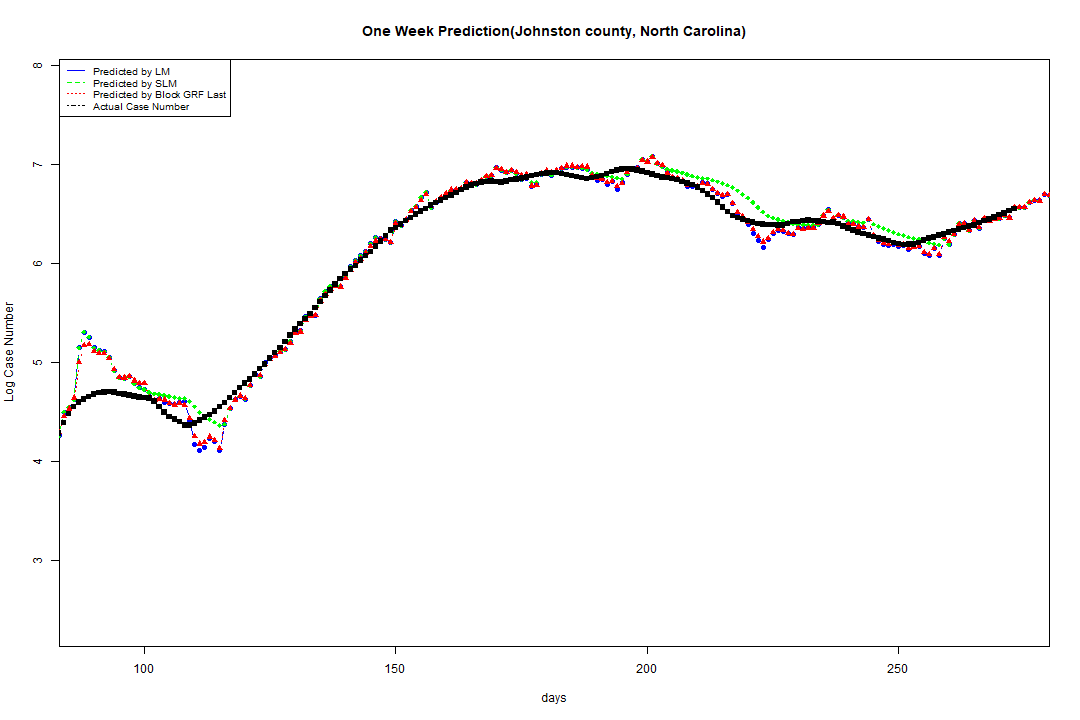 One Week Prediction(Johnston county, North Carolina)
Predicted by LM
Predicted by SLM
Predicted by Block GRF Last
Actual Case Number
8
7
6
5
4
3
Log Case Number
100 150 200 250
days